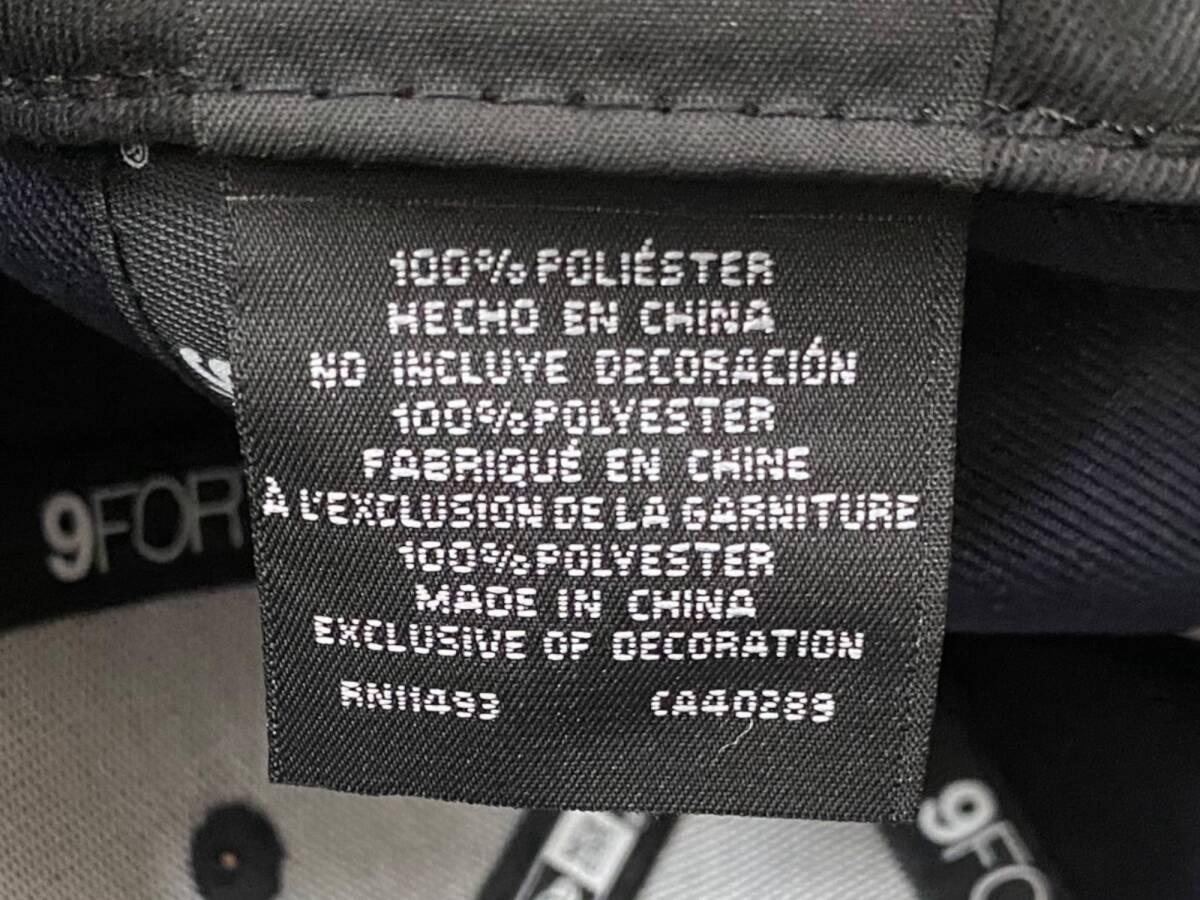 100% POLIÉSTER
HECHO EN CHINA
NO INCLUYE DECORACIÓN
100% POLYESTER
FABRIQUÉ EN CHINE
À L'EXCLUSION DE LA GARNITURE
100% POLYESTER
MADE IN CHINA
EXCLUSIVE OF DECORATION
RN11493 CA40289
9FOR
9FO